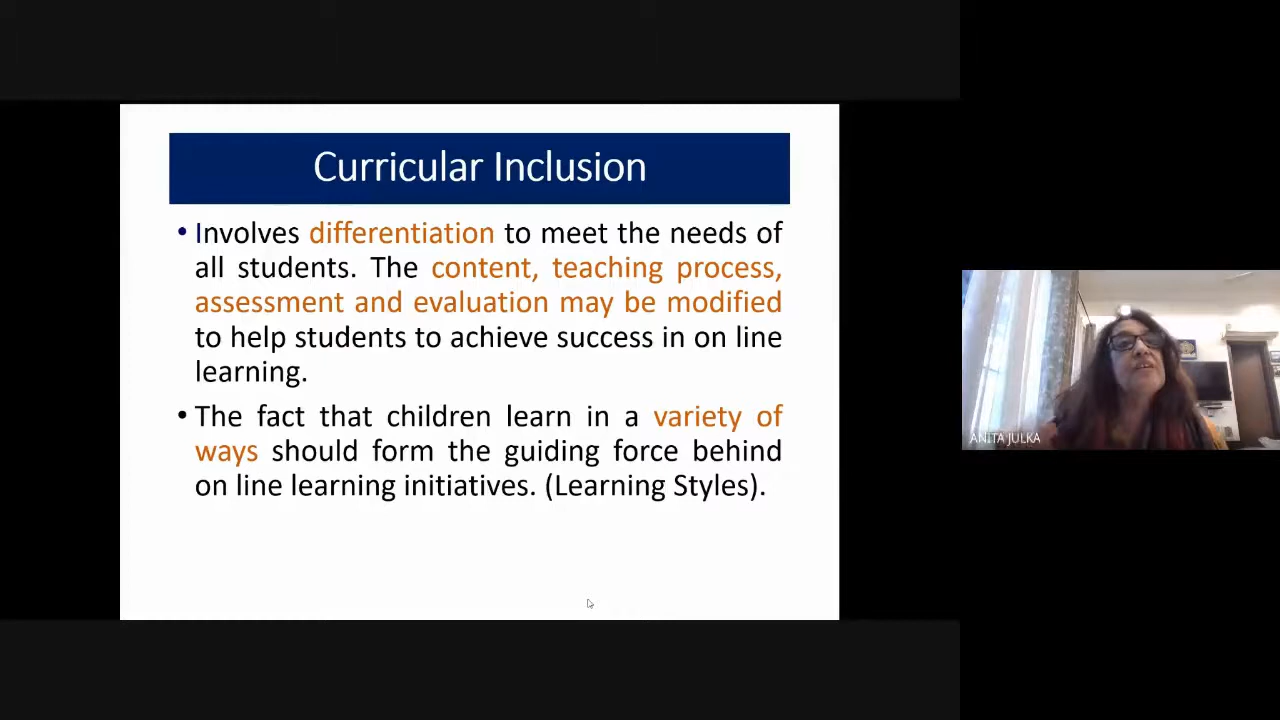 Curricular Inclusion
• Involves differentiation to meet the needs of
all students. The content, teaching process,
assessment and evaluation may be modified
to help students to achieve success in on line
learning.
• The fact that children learn in a variety of
ways should form the guiding force behind
on line learning initiatives. (Learning Styles).
ANITA JULKA